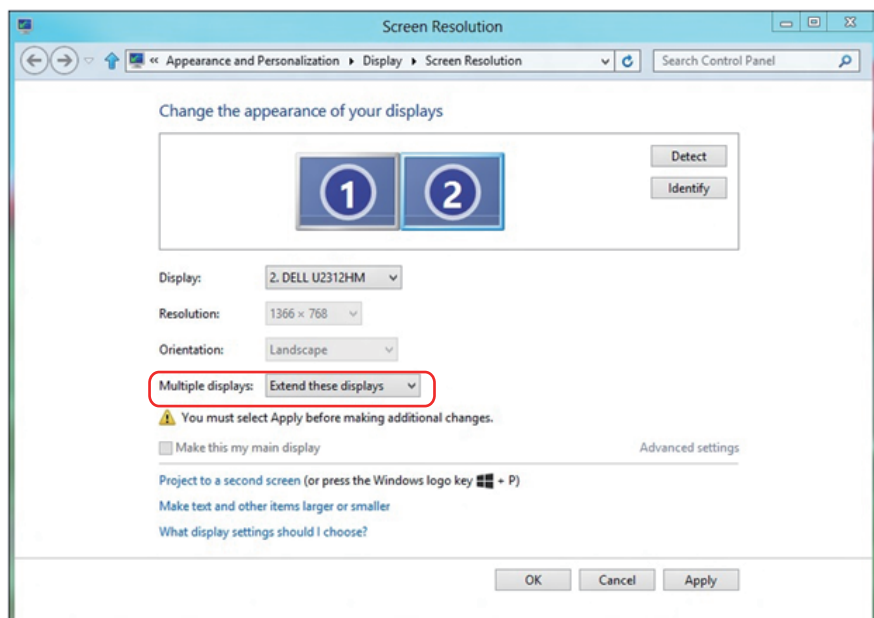 Screen Resolution
« Appearance and Personalization ▸ Display ▸ Screen Resolution
Search Control Panel
Change the appearance of your displays
1 2
Detect
Identify
Display: 2. DELL U2312HM
Resolution: 1366 × 768
Orientation: Landscape
Multiple displays: Extend these displays
You must select Apply before making additional changes.
Make this my main display Advanced settings
Project to a second screen (or press the Windows logo key + P)
Make text and other items larger or smaller
What display settings should I choose?
OK Cancel Apply